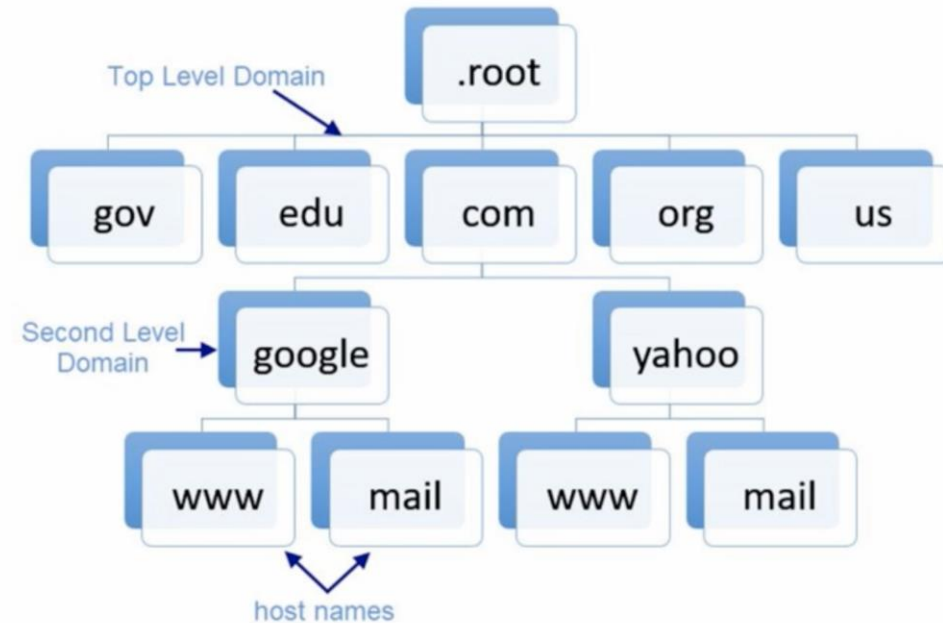 .root
Top Level Domain
gov
edu
com
org
us
Second Level
Domain
google
yahoo
www
mail
www
mail
host names